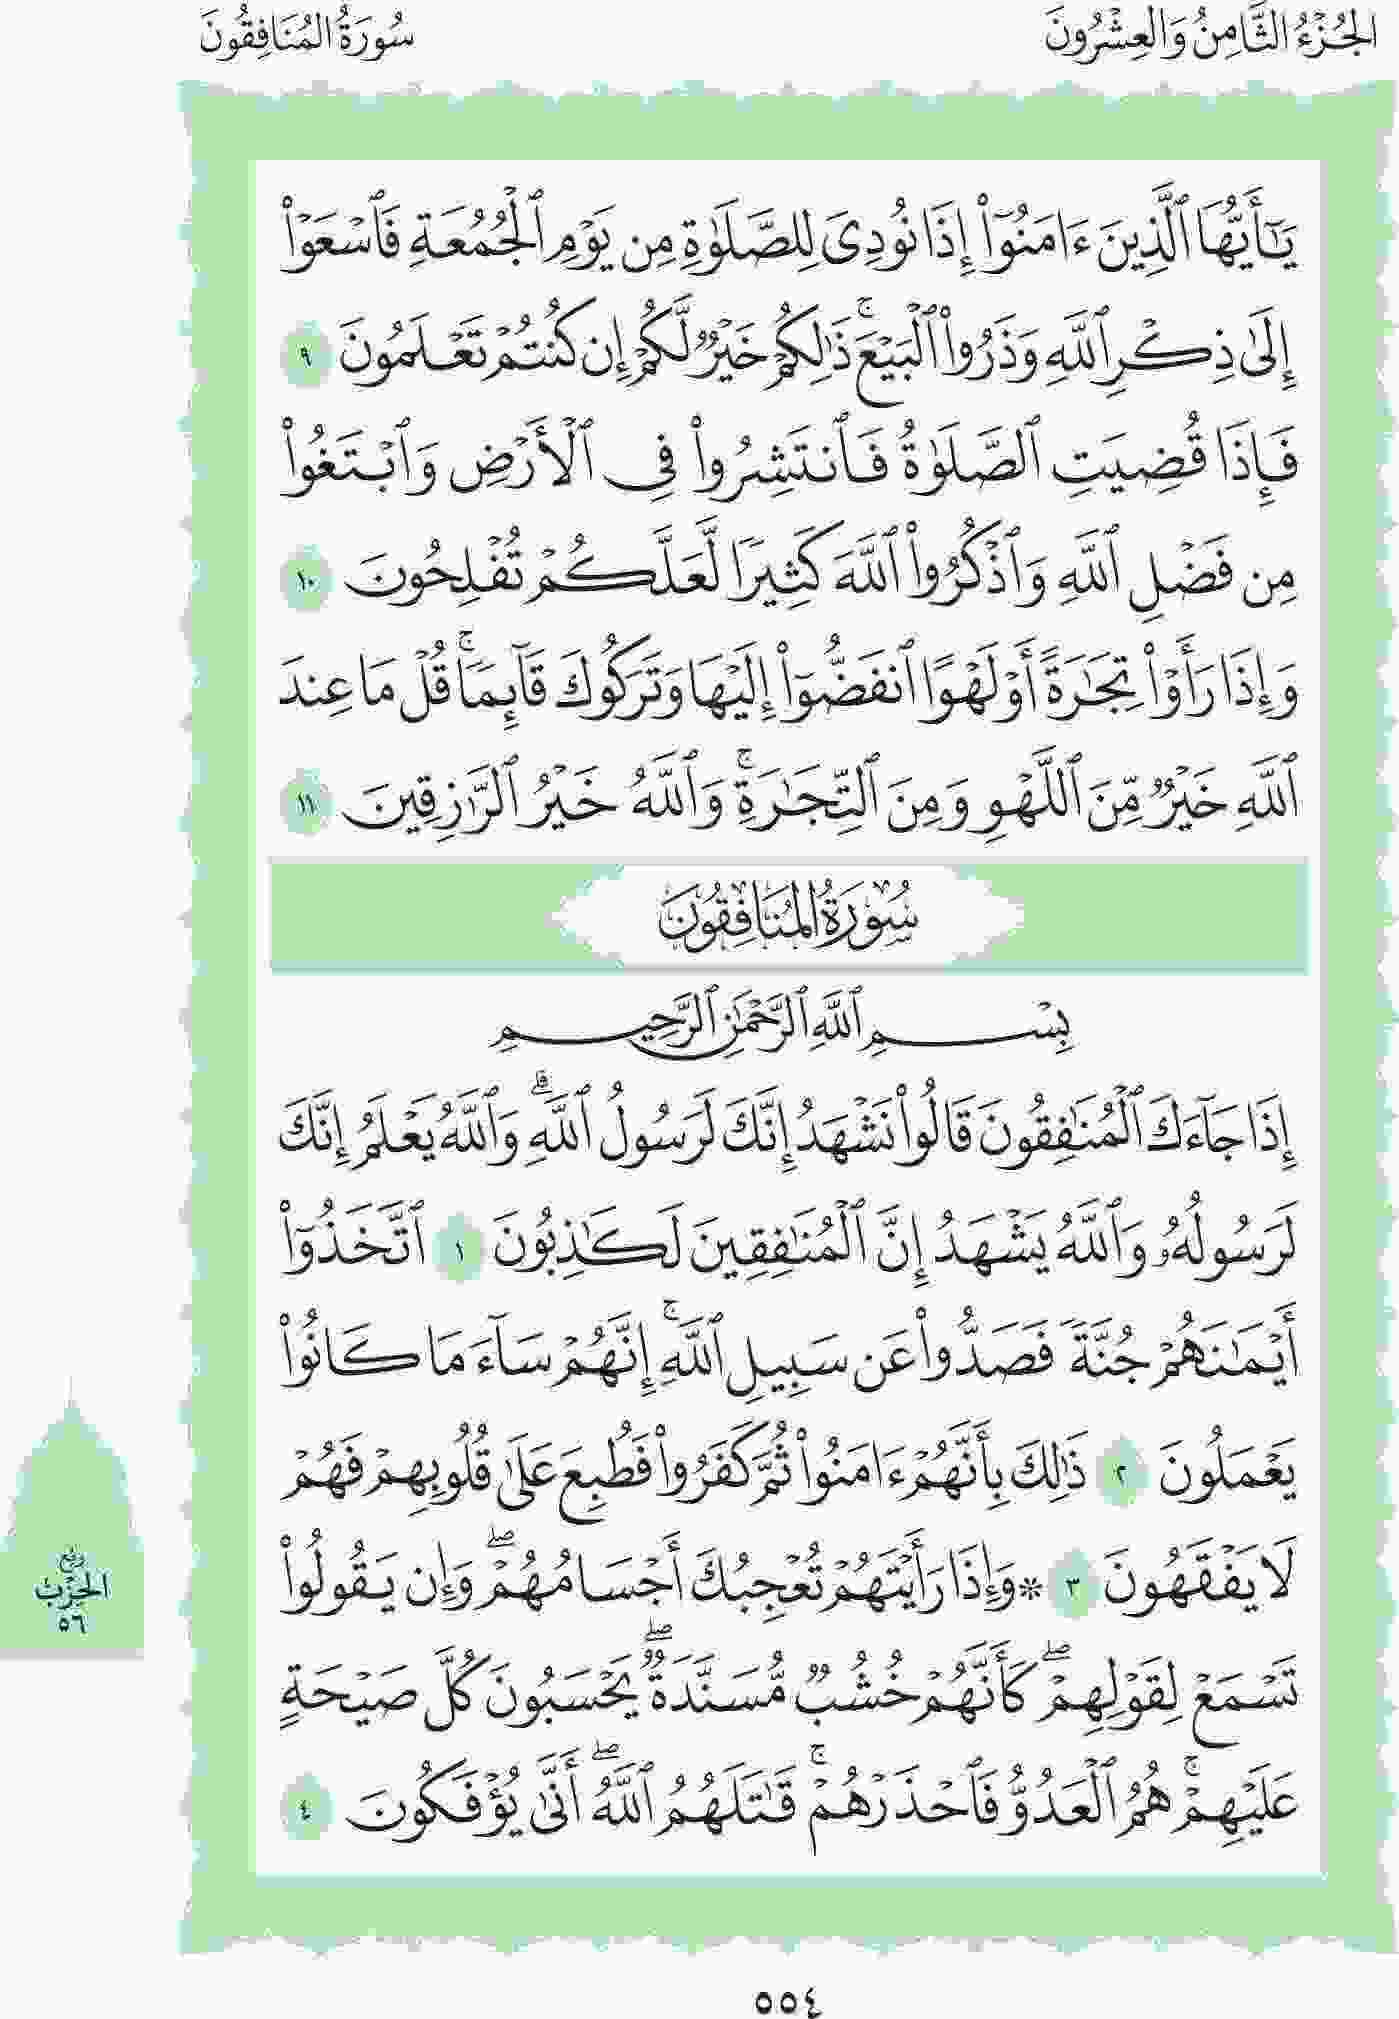 الجُزْءُ الثَّامِنُ وَالعِشْرُونَ
سُورَةُ المُنَافِقُونَ
يَٰٓأَيُّهَا ٱلَّذِينَ ءَامَنُوٓاْ إِذَا نُودِيَ لِلصَّلَوٰةِ مِن يَوۡمِ ٱلۡجُمُعَةِ فَٱسۡعَوۡاْ
إِلَىٰ ذِكۡرِ ٱللَّهِ وَذَرُواْ ٱلۡبَيۡعَۚ ذَٰلِكُمۡ خَيۡرٞ لَّكُمۡ إِن كُنتُمۡ تَعۡلَمُونَ ٩
فَإِذَا قُضِيَتِ ٱلصَّلَوٰةُ فَٱنتَشِرُواْ فِي ٱلۡأَرۡضِ وَٱبۡتَغُواْ
مِن فَضۡلِ ٱللَّهِ وَٱذۡكُرُواْ ٱللَّهَ كَثِيرٗا لَّعَلَّكُمۡ تُفۡلِحُونَ ١٠
وَإِذَا رَأَوۡاْ تِجَٰرَةً أَوۡ لَهۡوًا ٱنفَضُّوٓاْ إِلَيۡهَا وَتَرَكُوكَ قَآئِمٗاۚ قُلۡ مَا عِندَ
ٱللَّهِ خَيۡرٞ مِّنَ ٱللَّهۡوِ وَمِنَ ٱلتِّجَٰرَةِۚ وَٱللَّهُ خَيۡرُ ٱلرَّٰزِقِينَ ١١
سُورَةُ المُنَافِقُونَ
بِسۡمِ ٱللَّهِ ٱلرَّحۡمَٰنِ ٱلرَّحِيمِ
إِذَا جَآءَكَ ٱلۡمُنَٰفِقُونَ قَالُواْ نَشۡهَدُ إِنَّكَ لَرَسُولُ ٱللَّهِۗ وَٱللَّهُ يَعۡلَمُ إِنَّكَ
لَرَسُولُهُۥ وَٱللَّهُ يَشۡهَدُ إِنَّ ٱلۡمُنَٰفِقِينَ لَكَٰذِبُونَ ١ ٱتَّخَذُوٓاْ
أَيۡمَٰنَهُمۡ جُنَّةٗ فَصَدُّواْ عَن سَبِيلِ ٱللَّهِۚ إِنَّهُمۡ سَآءَ مَا كَانُواْ
يَعۡمَلُونَ ٢ ذَٰلِكَ بِأَنَّهُمۡ ءَامَنُواْ ثُمَّ كَفَرُواْ فَطُبِعَ عَلَىٰ قُلُوبِهِمۡ فَهُمۡ
لَا يَفۡقَهُونَ ٣ * وَإِذَا رَأَيۡتَهُمۡ تُعۡجِبُكَ أَجۡسَامُهُمۡۖ وَإِن يَقُولُواْ
تَسۡمَعۡ لِقَوۡلِهِمۡۖ كَأَنَّهُمۡ خُشُبٞ مُّسَنَّدَةٞۖ يَحۡسَبُونَ كُلَّ صَيۡحَةٍ
عَلَيۡهِمۡۚ هُمُ ٱلۡعَدُوُّ فَٱحۡذَرۡهُمۡۚ قَٰتَلَهُمُ ٱللَّهُۖ أَنَّىٰ يُؤۡفَكُونَ ٤
ربع
الحِزْب
٥٦
٥٥٤